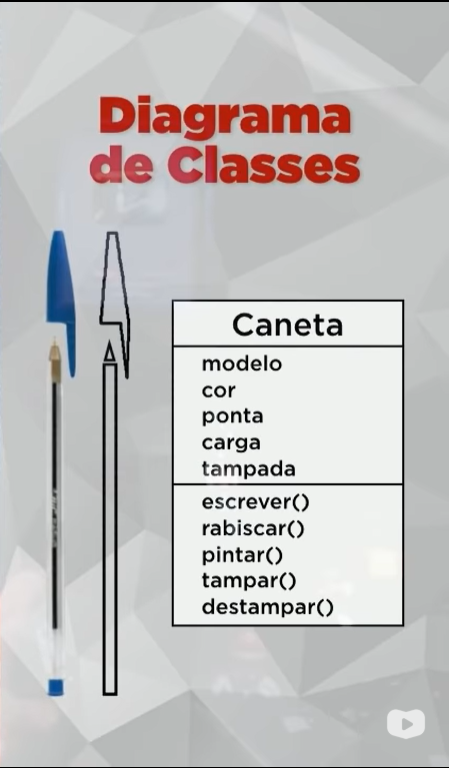 Diagrama
de Classes
Caneta
modelo
cor
ponta
carga
tampada
escrever()
rabiscar()
pintar()
tampar()
destampar()